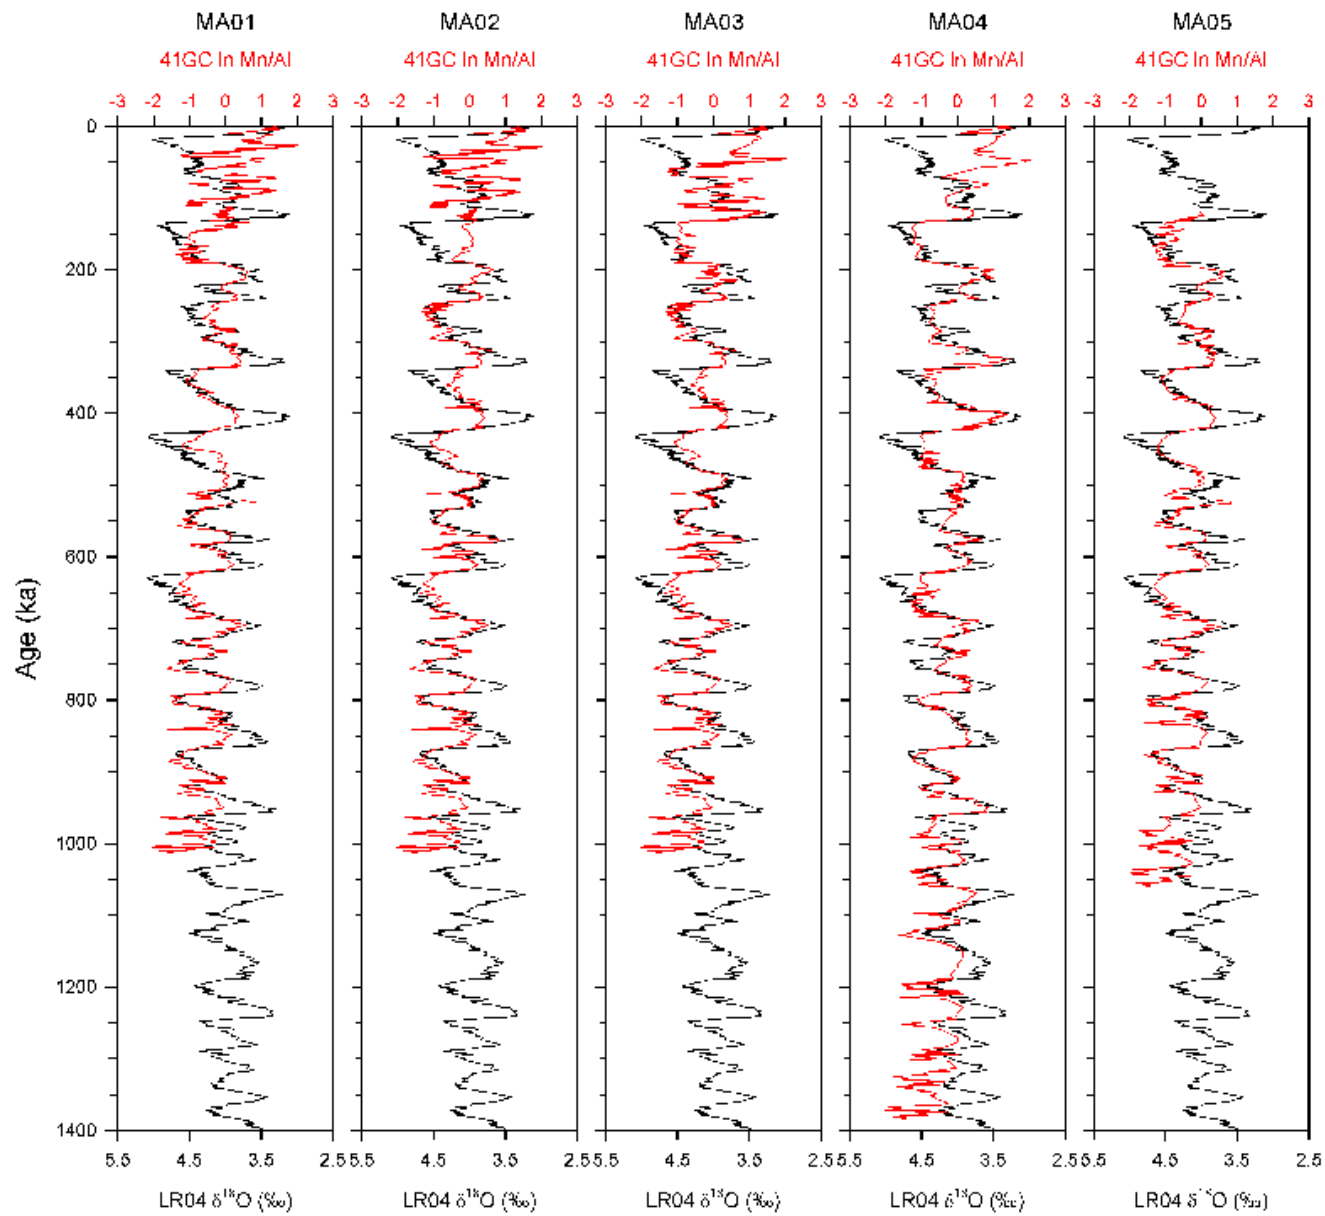 MA01 MA02 MA03 MA04 MA05
41GC ln Mn/Al 41GC ln Mn/Al 41GC ln Mn/Al 41GC ln Mn/Al 41GC ln Mn/Al
-3 -2 -1 0 1 2 3 -3 -2 -1 0 1 2 3 -3 -2 -1 0 1 2 3 -3 -2 -1 0 1 2 3 -3 -2 -1 0 1 2 3
0
200
400
600
800
1000
1200
1400
Age (ka)
5.5 4.5 3.5 2.5 5.5 4.5 3.5 2.5 5.5 4.5 3.5 2.5 5.5 4.5 3.5 2.5 5.5 4.5 3.5 2.5
LR04 δ¹⁸O (‰) LR04 δ¹⁸O (‰) LR04 δ¹⁸O (‰) LR04 δ¹⁸O (‰) LR04 δ¹⁸O (‰)